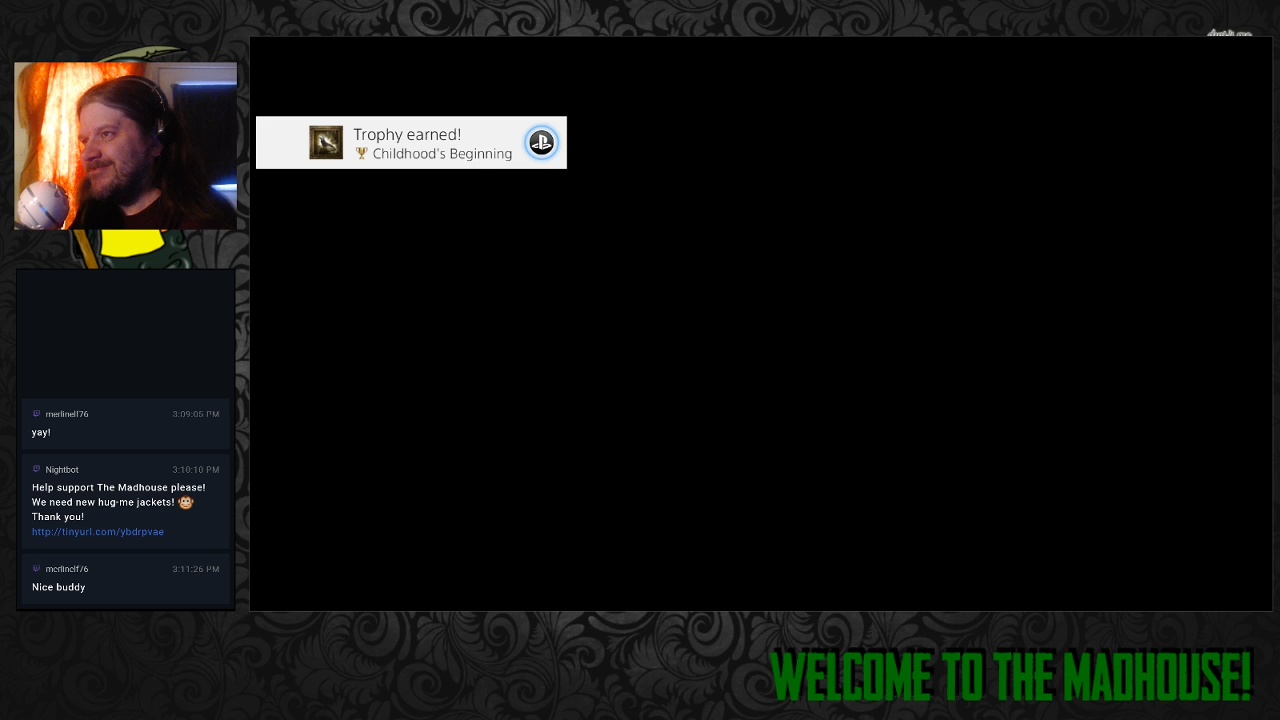 Trophy earned!
Childhood's Beginning
merlinelf76 3:09:05 PM
yay!
Nightbot 3:10:10 PM
Help support The Madhouse please!
We need new hug-me jackets! 🐵
Thank you!
http://tinyurl.com/ybdrpvae
merlinelf76 3:11:26 PM
Nice buddy
WELCOME TO THE MADHOUSE!